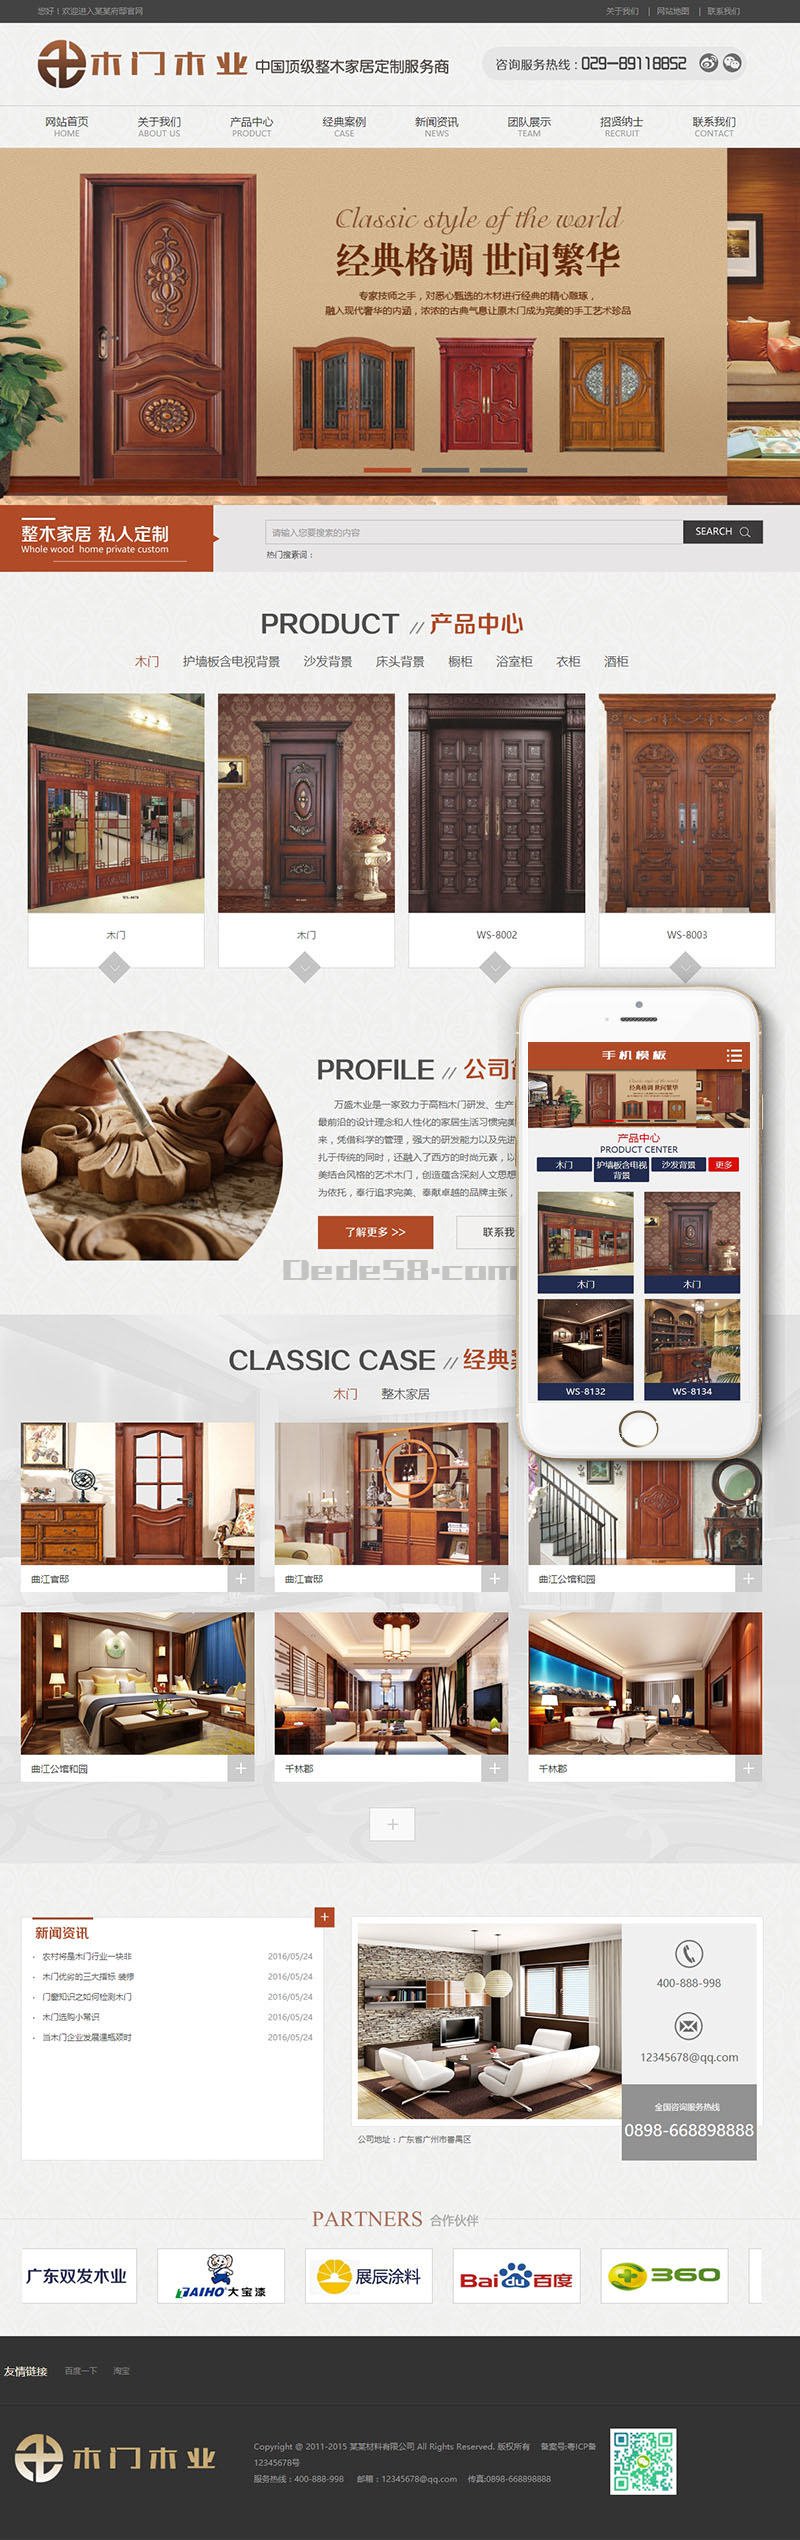 您好！欢迎进入某某府邸官网
关于我们 | 网站地图 | 联系我们
木门木业 中国顶级整木家居定制服务商
咨询服务热线：029-89118852
网站首页 关于我们 产品中心 经典案例 新闻资讯 团队展示 招贤纳士 联系我们
HOME ABOUT US PRODUCT CASE NEWS TEAM RECRUIT CONTACT
Classic style of the world
经典格调 世间繁华
专家技师之手，对悉心甄选的木材进行经典的精心雕琢，
融入现代奢华的内涵，浓浓的古典气息让原木门成为完美的手工艺术珍品
整木家居 私人定制
Whole wood home private custom
请输入您要搜索的内容
SEARCH
热门搜素词：
PRODUCT // 产品中心
木门 护墙板含电视背景 沙发背景 床头背景 橱柜 浴室柜 衣柜 酒柜
木门 木门 WS-8002 WS-8003
PROFILE // 公司
万盛木业是一家致力于高档木门研发、生产
最前沿的设计理念和人性化的家居生活习惯完美
来，凭借科学的管理，强大的研发能力以及先进
扎于传统的同时，还融入了西方的时尚元素，以
美结合风格的艺术木门，创造蕴含深刻人文思想
为依托，奉行追求完美、奉献卓越的品牌主张，
了解更多 >>
联系我
Dede58.com
手机模板
Classic style of the world
经典格调 世间繁华
产品中心
PRODUCT CENTER
木门 护墙板含电视背景 沙发背景 更多
木门 木门
WS-8132 WS-8134
CLASSIC CASE // 经典
木门 整木家居
曲江官邸 + 曲江官邸 + 曲江公馆和园 +
曲江公馆和园 + 千林郡 + 千林郡 +
+
新闻资讯 +
· 农村将是木门行业一块非 2016/05/24
· 木门优劣的三大指标 装修 2016/05/24
· 门窗知识之如何检测木门 2016/05/24
· 木门选购小常识 2016/05/24
· 当木门企业发展遭瓶颈时 2016/05/24
400-888-998
12345678@qq.com
全国咨询服务热线
0898-668898888
公司地址：广东省广州市番禺区
PARTNERS 合作伙伴
广东双发木业
DAIHO 大宝漆
展辰涂料
Bai du 百度
360
友情链接 百度一下 淘宝
木门木业
Copyright @ 2011-2015 某某材料有限公司 All Rights Reserved. 版权所有 备案号:粤ICP备
12345678号
服务热线：400-888-998 邮箱：12345678@qq.com 传真:0898-668898888